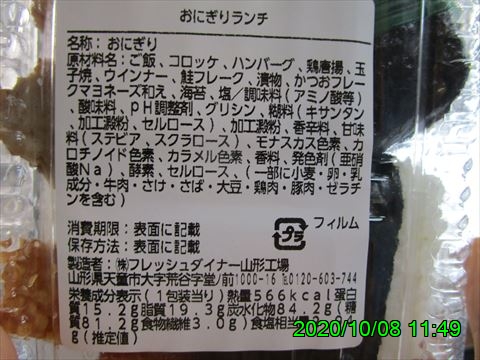 おにぎりランチ
名称：おにぎり
原材料名：ご飯、コロッケ、ハンバーグ、鶏唐揚、玉
子焼、ウインナー、鮭フレーク、漬物、かつおフレー
クマヨネーズ和え、海苔、塩／調味料（アミノ酸等）
、酸味料、pH調整剤、グリシン、糊料（キサンタン
、加工澱粉、セルロース）、加工澱粉、香辛料、甘味
料（ステビア、スクラロース）、モナスカス色素、カ
ロチノイド色素、カラメル色素、香料、発色剤（亜硝
酸Na）、酵素、セルロース、（一部に小麦・卵・乳
成分・牛肉・さけ・さば・大豆・鶏肉・豚肉・ゼラチ
ンを含む）
消費期限：表面に記載
保存方法：表面に記載
プラ
フィルム
製造者：㈱フレッシュダイナー山形工場
山形県天童市大字荒谷字堂ノ前1000-16 ℡0120-603-744
栄養成分表示（1包装当り）熱量566kcal蛋白
質15.2g脂質19.3g炭水化物84.2g（糖
質81.2g食物繊維3.0g）食塩相当量
g（推定値）
2020/10/08 11:49